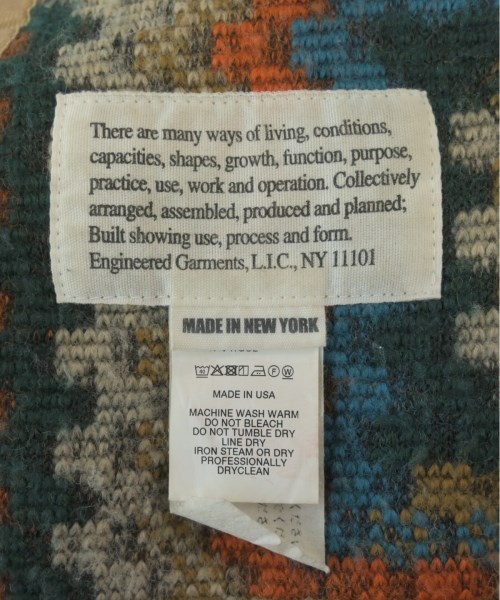 There are many ways of living, conditions,
capacities, shapes, growth, function, purpose,
practice, use, work and operation. Collectively
arranged, assembled, produced and planned;
Built showing use, process and form.
Engineered Garments, L.I.C., NY 11101
MADE IN NEW YORK
MADE IN USA
MACHINE WASH WARM
DO NOT BLEACH
DO NOT TUMBLE DRY
LINE DRY
IRON STEAM OR DRY
PROFESSIONALLY
DRYCLEAN